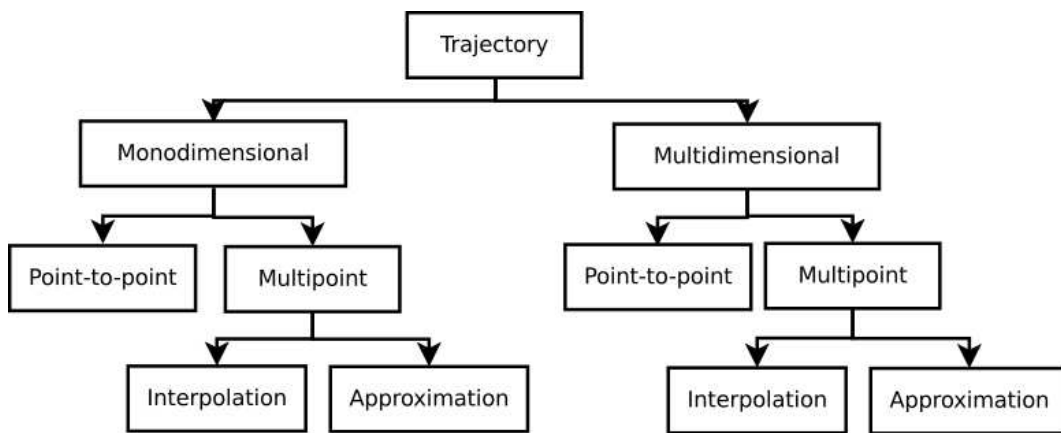 Trajectory
Monodimensional
Multidimensional
Point-to-point
Multipoint
Point-to-point
Multipoint
Interpolation
Approximation
Interpolation
Approximation